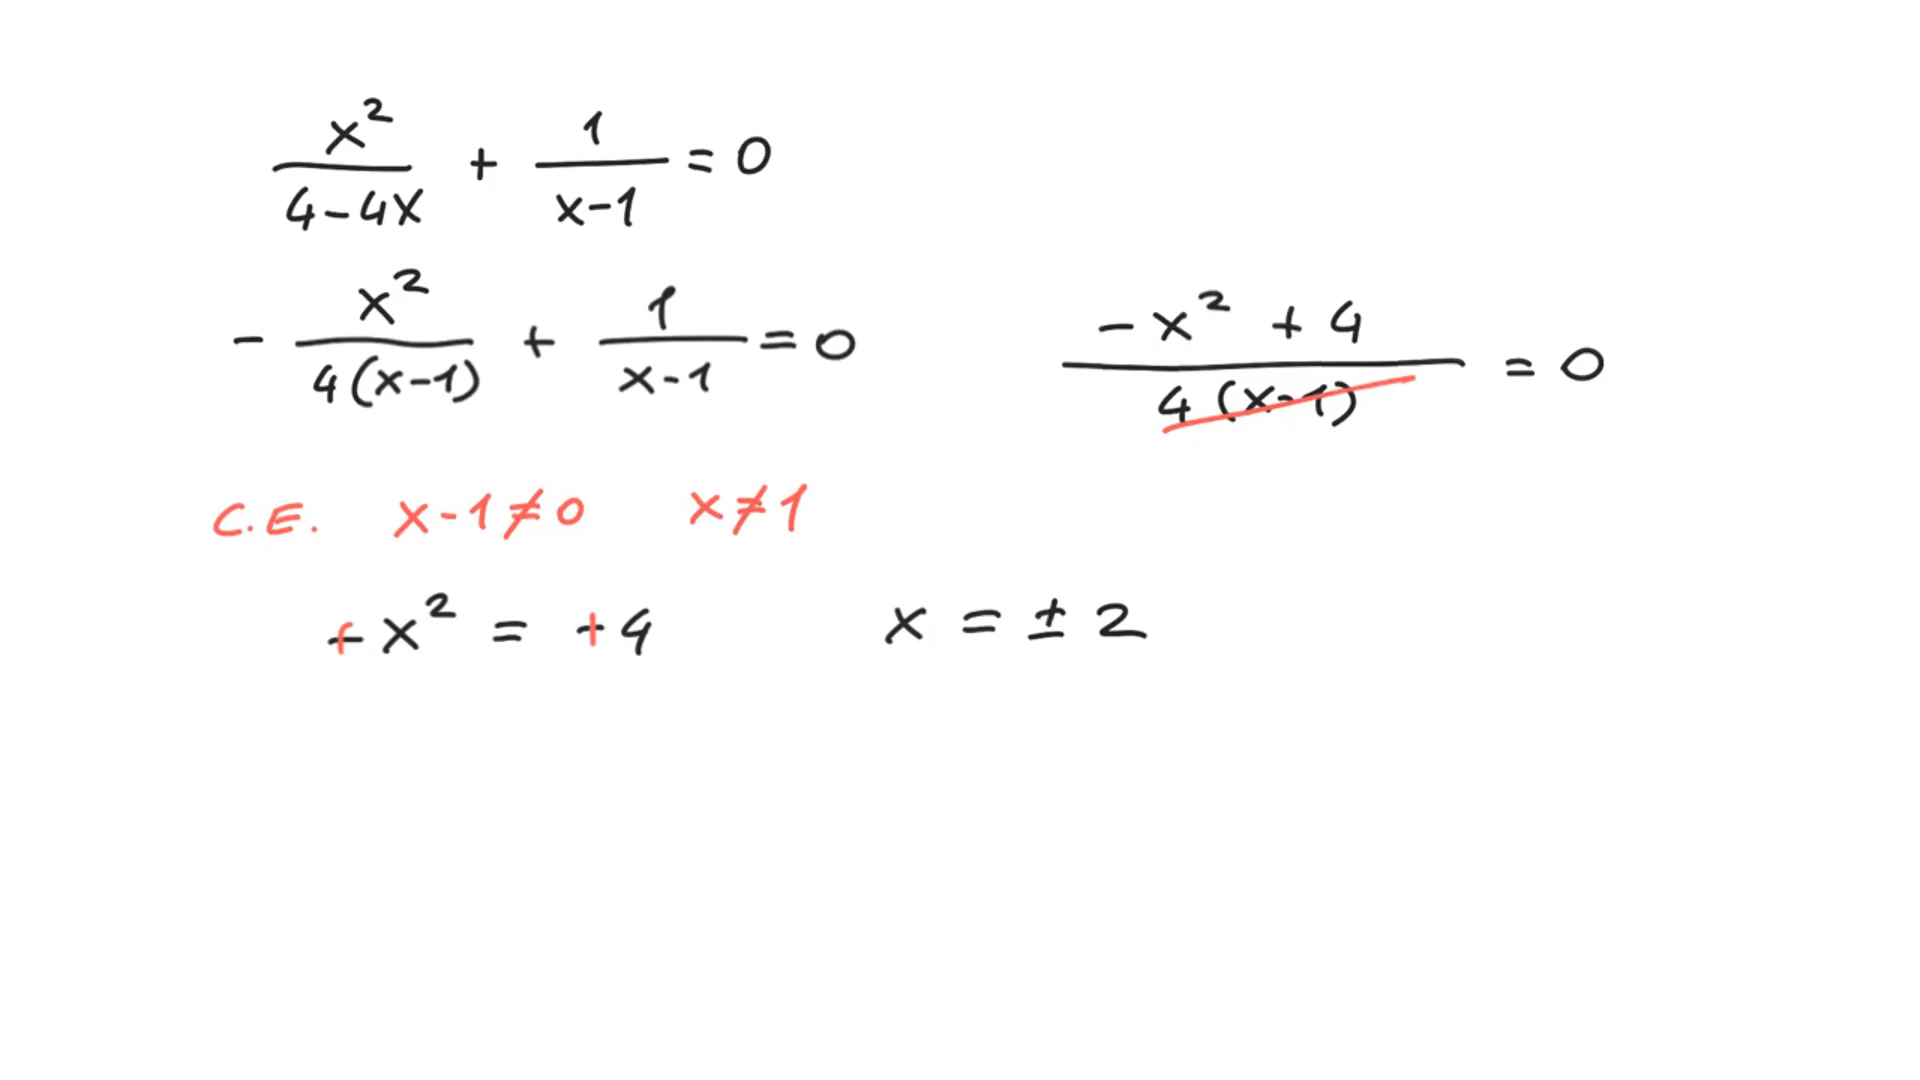 x²/(4-4x) + 1/(x-1) = 0
- x²/(4(x-1)) + 1/(x-1) = 0
(-x² + 4)/(4(x-1)) = 0
C.E. x-1≠0 x≠1
+x² = +4 x = ±2